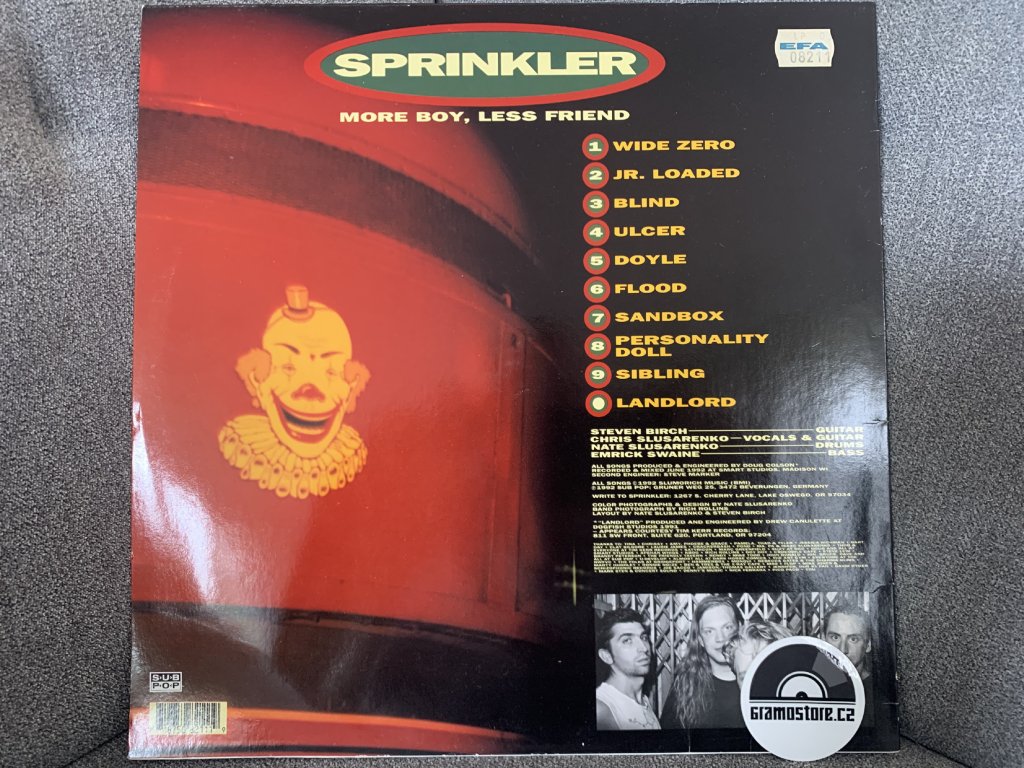 SPRINKLER
MORE BOY, LESS FRIEND
LP
EFA
08211
1 WIDE ZERO
2 JR. LOADED
3 BLIND
4 ULCER
5 DOYLE
6 FLOOD
7 SANDBOX
8 PERSONALITY
DOLL
9 SIBLING
LANDLORD
STEVEN BIRCH GUITAR
CHRIS SLUSARENKO VOCALS & GUITAR
NATE SLUSARENKO DRUMS
EMRICK SWAINE BASS
ALL SONGS PRODUCED & ENGINEERED BY DOUG OLSON*
RECORDED & MIXED JUNE 1992 AT SMART STUDIOS, MADISON WI
SECOND ENGINEER: STEVE MARKER
ALL SONGS ©1992 SLUMORICH MUSIC (BMI)
1992 SUB POP: GRUNER WEG 25, 3472 BEVERUNGEN, GERMANY
WRITE TO SPRINKLER: 1267 S. CHERRY LANE, LAKE OSWEGO, OR 97034
COLOR PHOTOGRAPHS & DESIGN BY NATE SLUSARENKO
BAND PHOTOGRAPH BY RICH ROLLINS
LAYOUT BY NATE SLUSARENKO & STEVEN BIRCH
*"LANDLORD" PRODUCED AND ENGINEERED BY DREW CANULETTE AT
DOGFISH STUDIOS 1991
- APPEARS COURTESY TIM KERR RECORDS:
811 SW FRONT, SUITE 620, PORTLAND, OR 97204
SUB
POP
Gramostore.cz